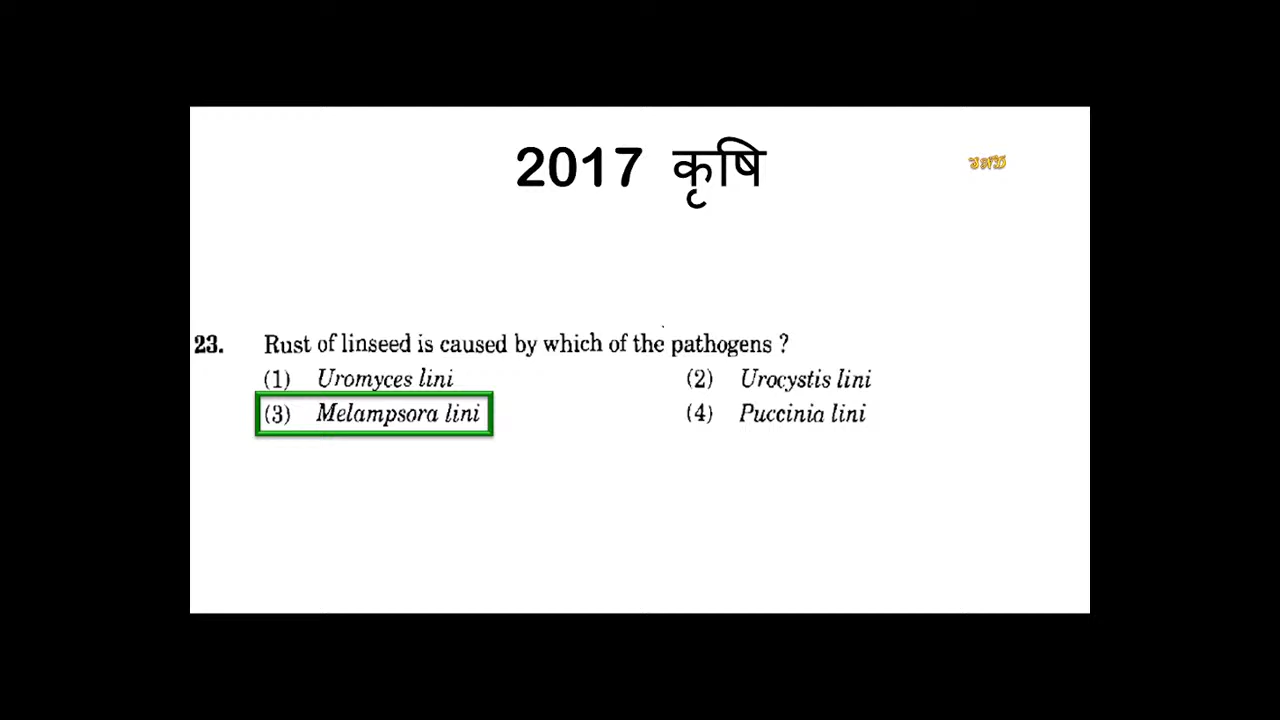 2017 कृषि
23. Rust of linseed is caused by which of the pathogens ?
(1) Uromyces lini (2) Urocystis lini
(3) Melampsora lini (4) Puccinia lini